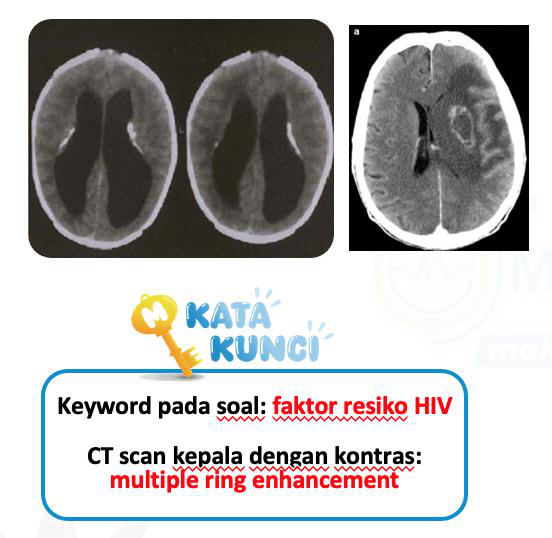 a
L
KATA
KUNCI
Keyword pada soal: faktor resiko HIV
CT scan kepala dengan kontras:
multiple ring enhancement